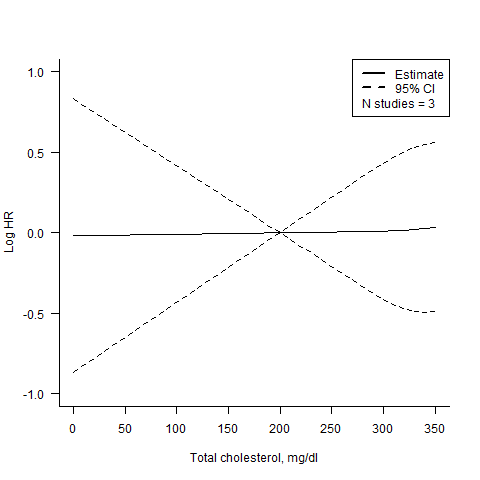 Estimate
95% CI
N studies = 3
1.0
0.5
0.0
-0.5
-1.0
Log HR
0 50 100 150 200 250 300 350
Total cholesterol, mg/dl